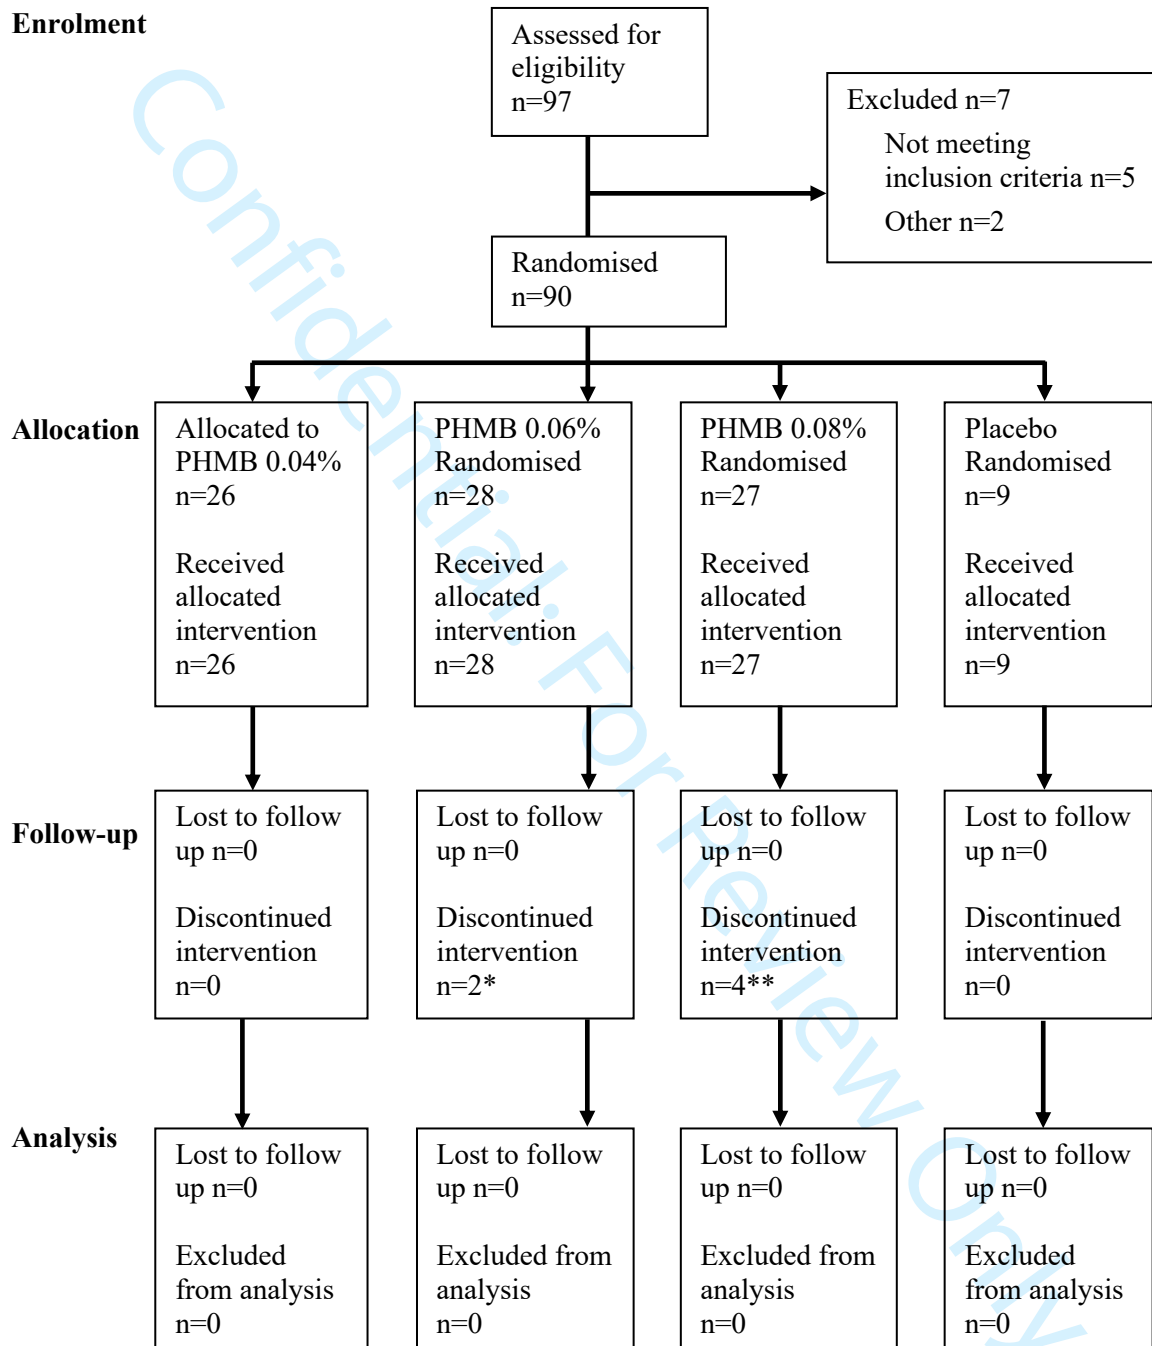 Enrolment
Assessed for
eligibility
n=97
Excluded n=7
Not meeting
inclusion criteria n=5
Other n=2
Randomised
n=90
Allocation
Allocated to
PHMB 0.04%
n=26
Received
allocated
intervention
n=26
PHMB 0.06%
Randomised
n=28
Received
allocated
intervention
n=28
PHMB 0.08%
Randomised
n=27
Received
allocated
intervention
n=27
Placebo
Randomised
n=9
Received
allocated
intervention
n=9
Follow-up
Lost to follow
up n=0
Discontinued
intervention
n=0
Lost to follow
up n=0
Discontinued
intervention
n=2*
Lost to follow
up n=0
Discontinued
intervention
n=4**
Lost to follow
up n=0
Discontinued
intervention
n=0
Analysis
Lost to follow
up n=0
Excluded
from analysis
n=0
Lost to follow
up n=0
Excluded from
analysis
n=0
Lost to follow
up n=0
Excluded from
analysis
n=0
Lost to follow
up n=0
Excluded
from analysis
n=0
Confidential: For Review Only